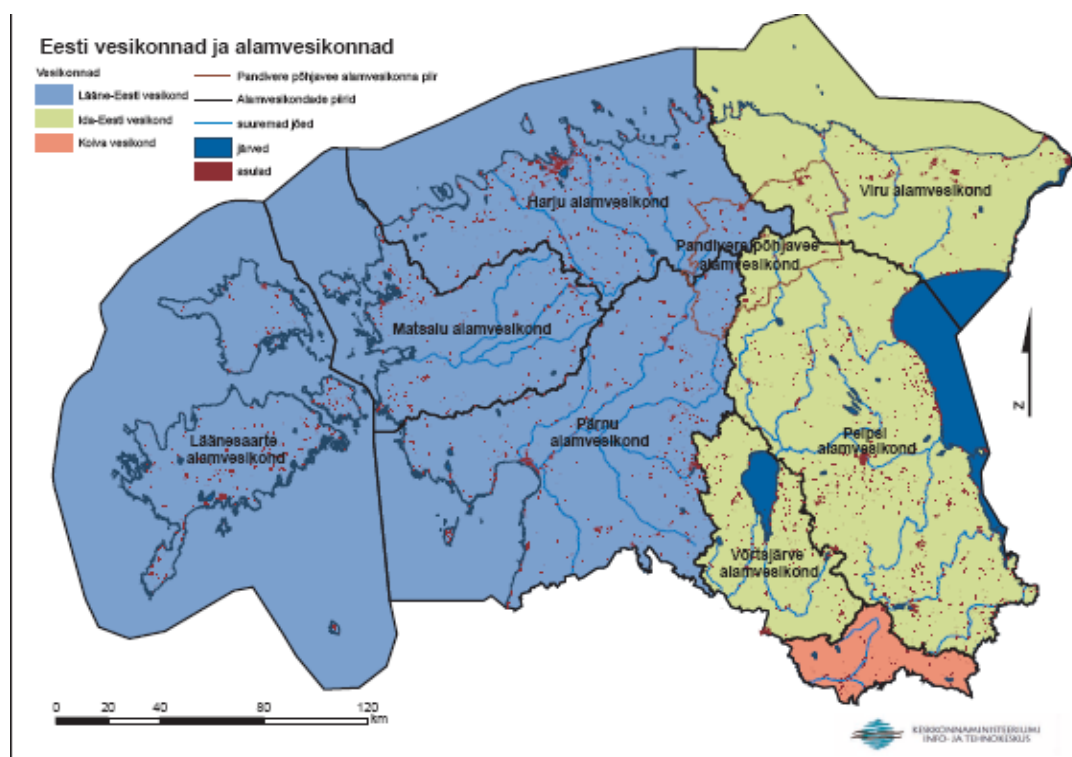 Eesti vesikonnad ja alamvesikonnad
Vesikonnad
Lääne-Eesti vesikond
Ida-Eesti vesikond
Koiva vesikond
Pandivere põhjavee alamvesikonna piir
Alamvesikondade piirid
suuremad jõed
järved
asulad
Harju alamvesikond
Viru alamvesikond
Pandivere põhjavee
alamvesikond
Matsalu alamvesikond
Läänesaarte
alamvesikond
Pärnu
alamvesikond
Peipsi
alamvesikond
Võrtsjärve
alamvesikond
N
0 20 40 80 120
km
KESKKONNAMINISTEERIUMI
INFO- JA TEHNOKESKUS